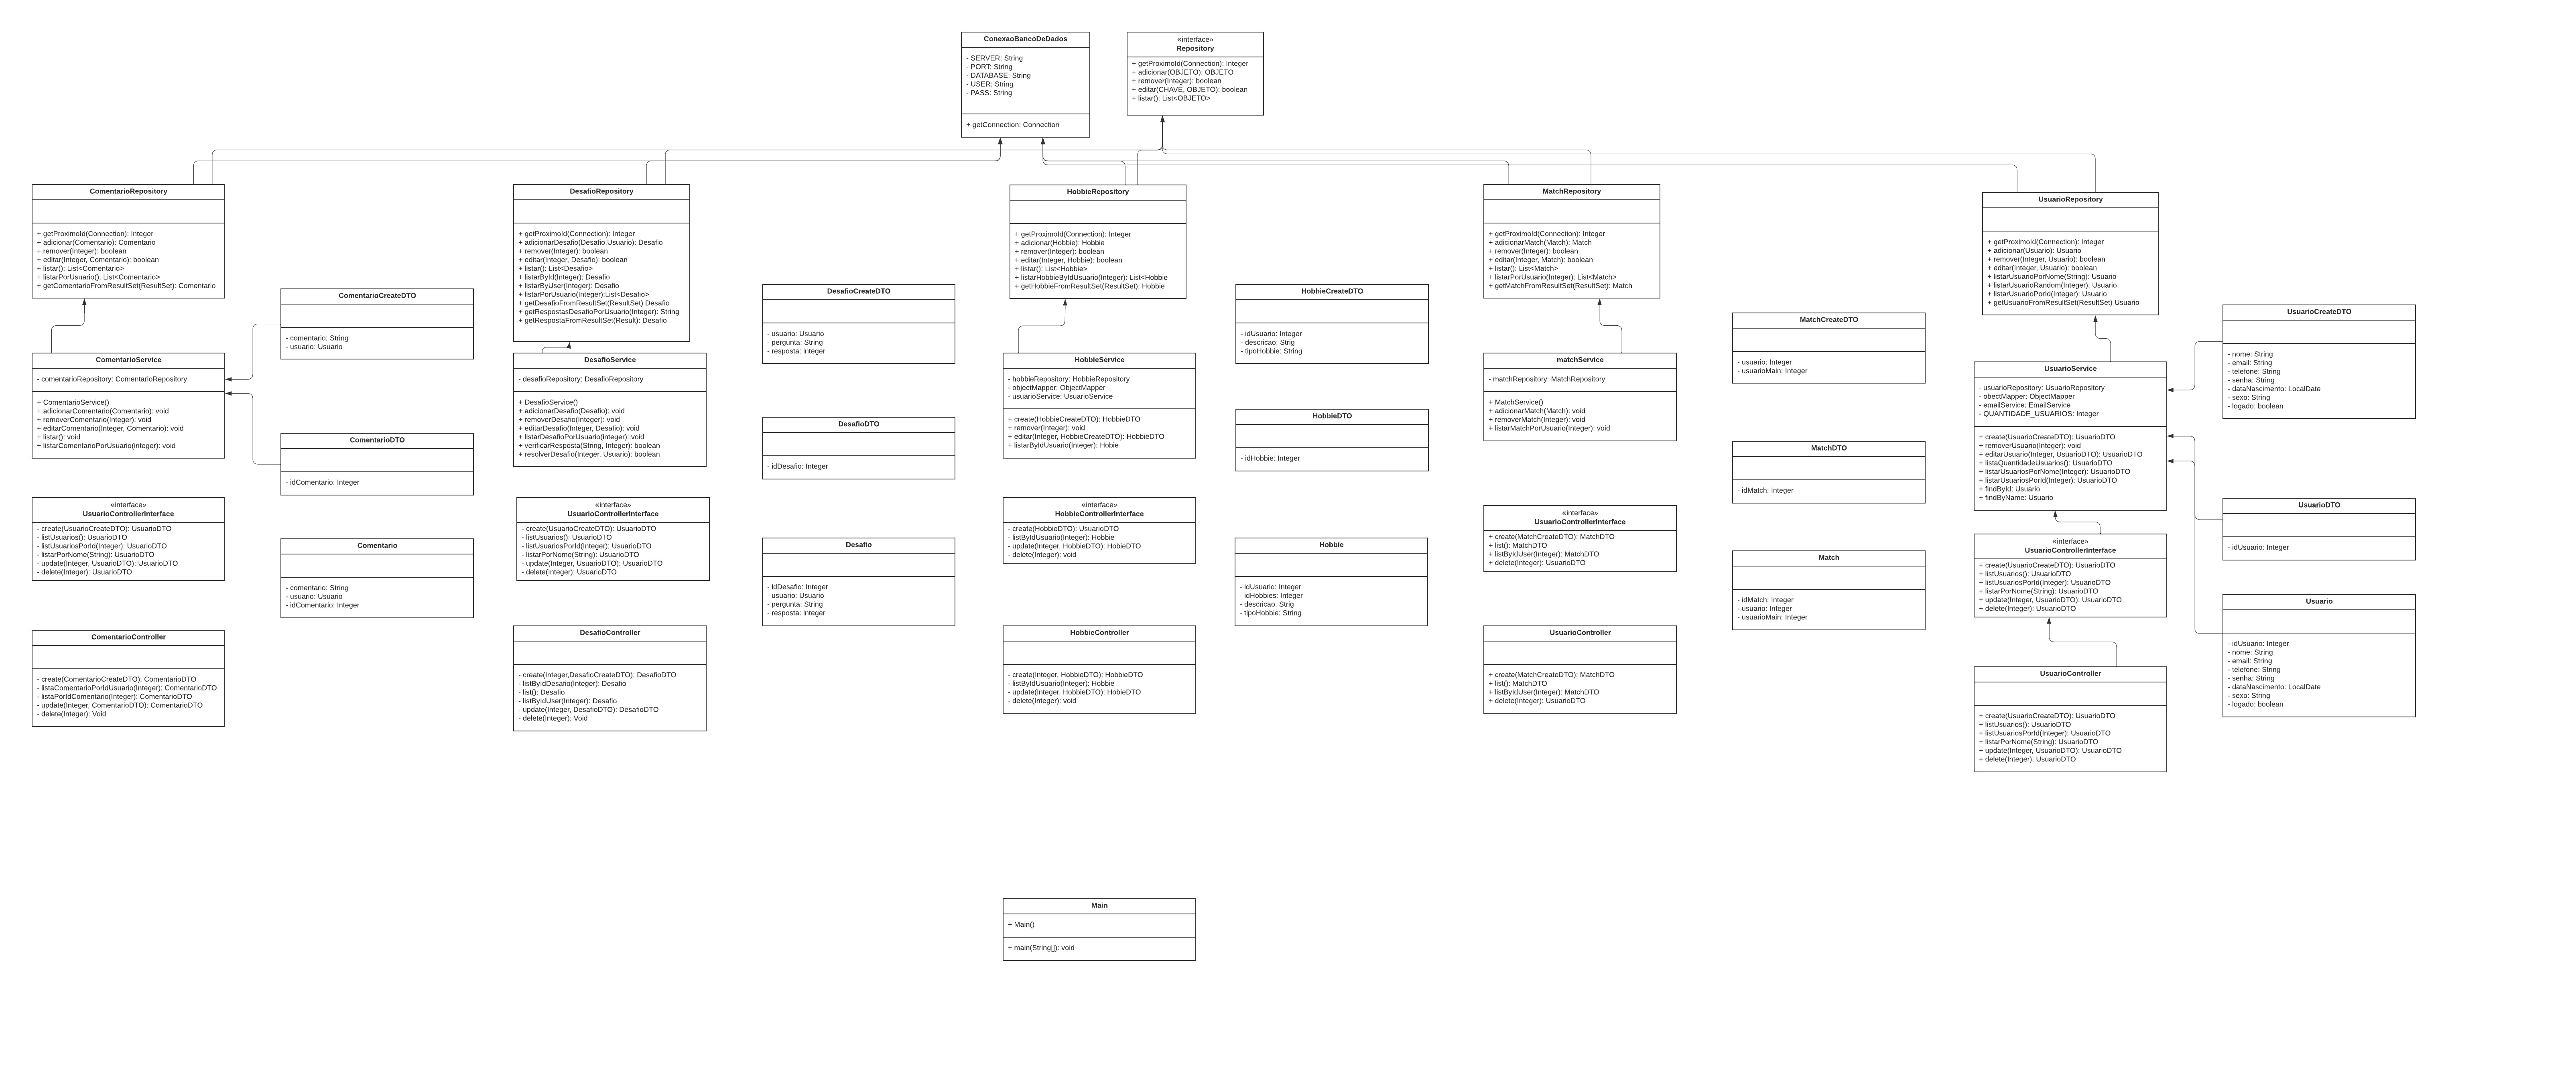 ConexaoBancoDeDados
- SERVER: String
- PORT: String
- DATABASE: String
- USER: String
- PASS: String
+ getConnection: Connection
«interface»
Repository
+ getProximoId(Connection): Integer
+ adicionar(OBJETO): OBJETO
+ remover(Integer): boolean
+ editar(CHAVE, OBJETO): boolean
+ listar(): List<OBJETO>
ComentarioRepository
+ getProximoId(Connection): Integer
+ adicionar(Comentario): Comentario
+ remover(Integer): boolean
+ editar(Integer, Comentario): boolean
+ listar(): List<Comentario>
+ listarPorUsuario(): List<Comentario>
+ getComentarioFromResultSet(ResultSet): Comentario
ComentarioCreateDTO
- comentario: String
- usuario: Usuario
ComentarioService
- comentarioRepository: ComentarioRepository
+ ComentarioService()
+ adicionarComentario(Comentario): void
+ removerComentario(Integer): void
+ editarComentario(Integer, Comentario): void
+ listar(): void
+ listarComentarioPorUsuario(integer): void
ComentarioDTO
- idComentario: Integer
«interface»
UsuarioControllerInterface
- create(UsuarioCreateDTO): UsuarioDTO
- listUsuarios(): UsuarioDTO
- listUsuariosPorId(Integer): UsuarioDTO
- listarPorNome(String): UsuarioDTO
- update(Integer, UsuarioDTO): UsuarioDTO
- delete(Integer): UsuarioDTO
Comentario
- comentario: String
- usuario: Usuario
- idComentario: Integer
ComentarioController
- create(ComentarioCreateDTO): ComentarioDTO
- listaComentarioPorIdUsuario(Integer): ComentarioDTO
- listaPorIdComentario(Integer): ComentarioDTO
- update(Integer, ComentarioDTO): ComentarioDTO
- delete(Integer): Void
DesafioRepository
+ getProximoId(Connection): Integer
+ adicionarDesafio(Desafio,Usuario): Desafio
+ remover(Integer): boolean
+ editar(Integer, Desafio): boolean
+ listar(): List<Desafio>
+ listarById(Integer): Desafio
+ listarByUser(Integer): Desafio
+ listarPorUsuario(Integer):List<Desafio>
+ getDesafioFromResultSet(ResultSet) Desafio
+ getRespostasDesafioPorUsuario(Integer): String
+ getRespostaFromResultSet(Result): Desafio
DesafioCreateDTO
- usuario: Usuario
- pergunta: String
- resposta: integer
DesafioService
- desafioRepository: DesafioRepository
+ DesafioService()
+ adicionarDesafio(Desafio): void
+ removerDesafio(Integer): void
+ editarDesafio(Integer, Desafio): void
+ listarDesafioPorUsuario(integer): void
+ verificarResposta(String, Integer): boolean
+ resolverDesafio(Integer, Usuario): boolean
DesafioDTO
- idDesafio: Integer
«interface»
UsuarioControllerInterface
- create(UsuarioCreateDTO): UsuarioDTO
- listUsuarios(): UsuarioDTO
- listUsuariosPorId(Integer): UsuarioDTO
- listarPorNome(String): UsuarioDTO
- update(Integer, UsuarioDTO): UsuarioDTO
- delete(Integer): UsuarioDTO
Desafio
- idDesafio: Integer
- usuario: Usuario
- pergunta: String
- resposta: integer
DesafioController
- create(Integer,DesafioCreateDTO): DesafioDTO
- listByIdDesafio(Integer): Desafio
- list(): Desafio
- listByIdUser(Integer): Desafio
- update(Integer, DesafioDTO): DesafioDTO
- delete(Integer): Void
HobbieRepository
+ getProximoId(Connection): Integer
+ adicionar(Hobbie): Hobbie
+ remover(Integer): boolean
+ editar(Integer, Hobbie): boolean
+ listar(): List<Hobbie>
+ listarHobbieByIdUsuario(Integer): List<Hobbie
+ getHobbieFromResultSet(ResultSet): Hobbie
HobbieCreateDTO
- idUsuario: Integer
- descricao: Strig
- tipoHobbie: String
HobbieService
- hobbieRepository: HobbieRepository
- objectMapper: ObjectMapper
- usuarioService: UsuarioService
+ create(HobbieCreateDTO): HobbieDTO
+ remover(Integer): void
+ editar(Integer, HobbieCreateDTO): HobbieDTO
+ listarByIdUsuario(Integer): Hobie
HobbieDTO
- idHobbie: Integer
«interface»
HobbieControllerInterface
- create(HobbieDTO): UsuarioDTO
- listByIdUsuario(Integer): Hobbie
- update(Integer, HobbieDTO): HobieDTO
- delete(Integer): void
Hobbie
- idUsuario: Integer
- idHobbies: Integer
- descricao: Strig
- tipoHobbie: String
HobbieController
- create(Integer, HobbieDTO): HobbieDTO
- listByIdUsuario(Integer): Hobbie
- update(Integer, HobbieDTO): HobieDTO
- delete(Integer): void
MatchRepository
+ getProximoId(Connection): Integer
+ adicionarMatch(Match): Match
+ remover(Integer): boolean
+ editar(Integer, Match): boolean
+ listar(): List<Match>
+ listarPorUsuario(Integer): List<Match>
+ getMatchFromResultSet(ResultSet): Match
MatchCreateDTO
- usuario: Integer
- usuarioMain: Integer
matchService
- matchRepository: MatchRepository
+ MatchService()
+ adicionarMatch(Match): void
+ removerMatch(Integer): void
+ listarMatchPorUsuario(Integer): void
MatchDTO
- idMatch: Integer
«interface»
UsuarioControllerInterface
+ create(MatchCreateDTO): MatchDTO
+ list(): MatchDTO
+ listByIdUser(Integer): MatchDTO
+ delete(Integer): UsuarioDTO
Match
- idMatch: Integer
- usuario: Integer
- usuarioMain: Integer
UsuarioController
+ create(MatchCreateDTO): MatchDTO
+ list(): MatchDTO
+ listByIdUser(Integer): MatchDTO
+ delete(Integer): UsuarioDTO
UsuarioRepository
+ getProximoId(Connection): Integer
+ adicionar(Usuario): Usuario
+ remover(Integer, Usuario): boolean
+ editar(Integer, Usuario): boolean
+ listarUsuarioPorNome(String): Usuario
+ listarUsuarioRandom(Integer): Usuario
+ listarUsuarioPorId(Integer): Usuario
+ getUsuarioFromResultSet(ResultSet) Usuario
UsuarioCreateDTO
- nome: String
- email: String
- telefone: String
- senha: String
- dataNascimento: LocalDate
- sexo: String
- logado: boolean
UsuarioService
- usuarioRepository: UsuarioRepository
- obectMapper: ObjectMapper
- emailService: EmailService
- QUANTIDADE_USUARIOS: Integer
+ create(UsuarioCreateDTO): UsuarioDTO
+ removerUsuario(Integer): void
+ editarUsuario(Integer, UsuarioDTO): UsuarioDTO
+ listaQuantidadeUsuarios(): UsuarioDTO
+ listarUsuariosPorNome(Integer): UsuarioDTO
+ listarUsuariosPorId(Integer): UsuarioDTO
+ findById: Usuario
+ findByName: Usuario
UsuarioDTO
- idUsuario: Integer
«interface»
UsuarioControllerInterface
+ create(UsuarioCreateDTO): UsuarioDTO
+ listUsuarios(): UsuarioDTO
+ listUsuariosPorId(Integer): UsuarioDTO
+ listarPorNome(String): UsuarioDTO
+ update(Integer, UsuarioDTO): UsuarioDTO
+ delete(Integer): UsuarioDTO
Usuario
- idUsuario: Integer
- nome: String
- email: String
- telefone: String
- senha: String
- dataNascimento: LocalDate
- sexo: String
- logado: boolean
UsuarioController
+ create(UsuarioCreateDTO): UsuarioDTO
+ listUsuarios(): UsuarioDTO
+ listUsuariosPorId(Integer): UsuarioDTO
+ listarPorNome(String): UsuarioDTO
+ update(Integer, UsuarioDTO): UsuarioDTO
+ delete(Integer): UsuarioDTO
Main
+ Main()
+ main(String[]): void